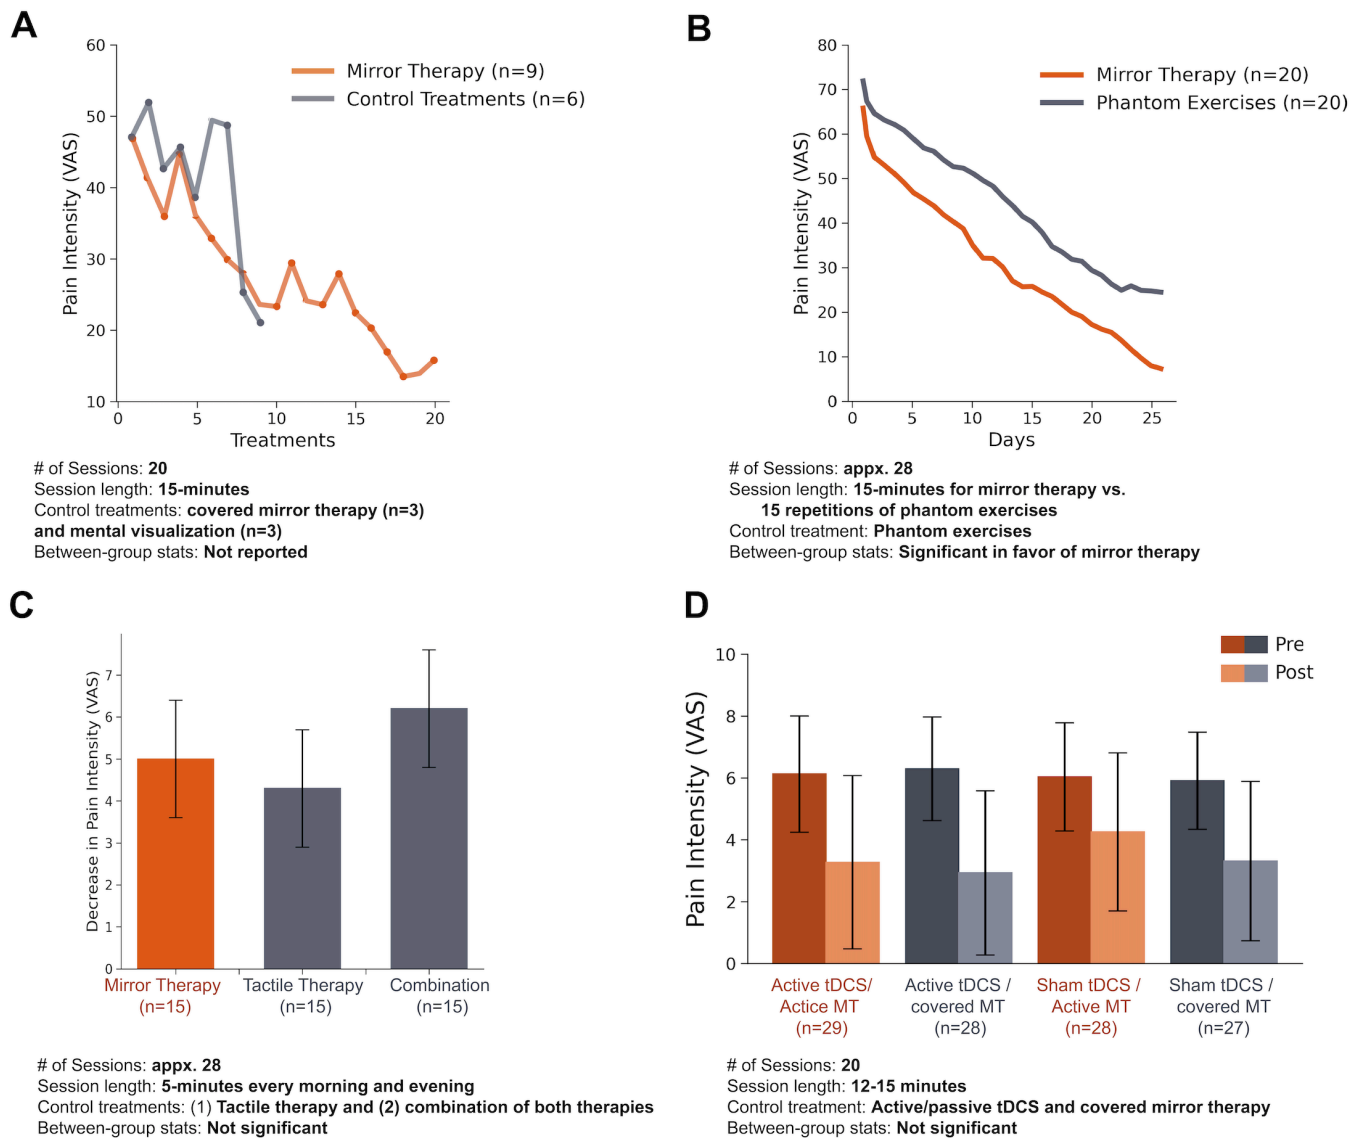 A
60
50
40
30
20
10
Pain Intensity (VAS)
Mirror Therapy (n=9)
Control Treatments (n=6)
0 5 10 15 20
Treatments
# of Sessions: 20
Session length: 15-minutes
Control treatments: covered mirror therapy (n=3)
and mental visualization (n=3)
Between-group stats: Not reported
B
80
70
60
50
40
30
20
10
0
Pain Intensity (VAS)
Mirror Therapy (n=20)
Phantom Exercises (n=20)
0 5 10 15 20 25
Days
# of Sessions: appx. 28
Session length: 15-minutes for mirror therapy vs.
15 repetitions of phantom exercises
Control treatment: Phantom exercises
Between-group stats: Significant in favor of mirror therapy
C
7
6
5
4
3
2
1
0
Decrease in Pain Intensity (VAS)
Mirror Therapy
(n=15)
Tactile Therapy
(n=15)
Combination
(n=15)
# of Sessions: appx. 28
Session length: 5-minutes every morning and evening
Control treatments: (1) Tactile therapy and (2) combination of both therapies
Between-group stats: Not significant
D
Pre
Post
10
8
6
4
2
0
Pain Intensity (VAS)
Active tDCS/
Actice MT
(n=29)
Active tDCS /
covered MT
(n=28)
Sham tDCS /
Active MT
(n=28)
Sham tDCS /
covered MT
(n=27)
# of Sessions: 20
Session length: 12-15 minutes
Control treatment: Active/passive tDCS and covered mirror therapy
Between-group stats: Not significant